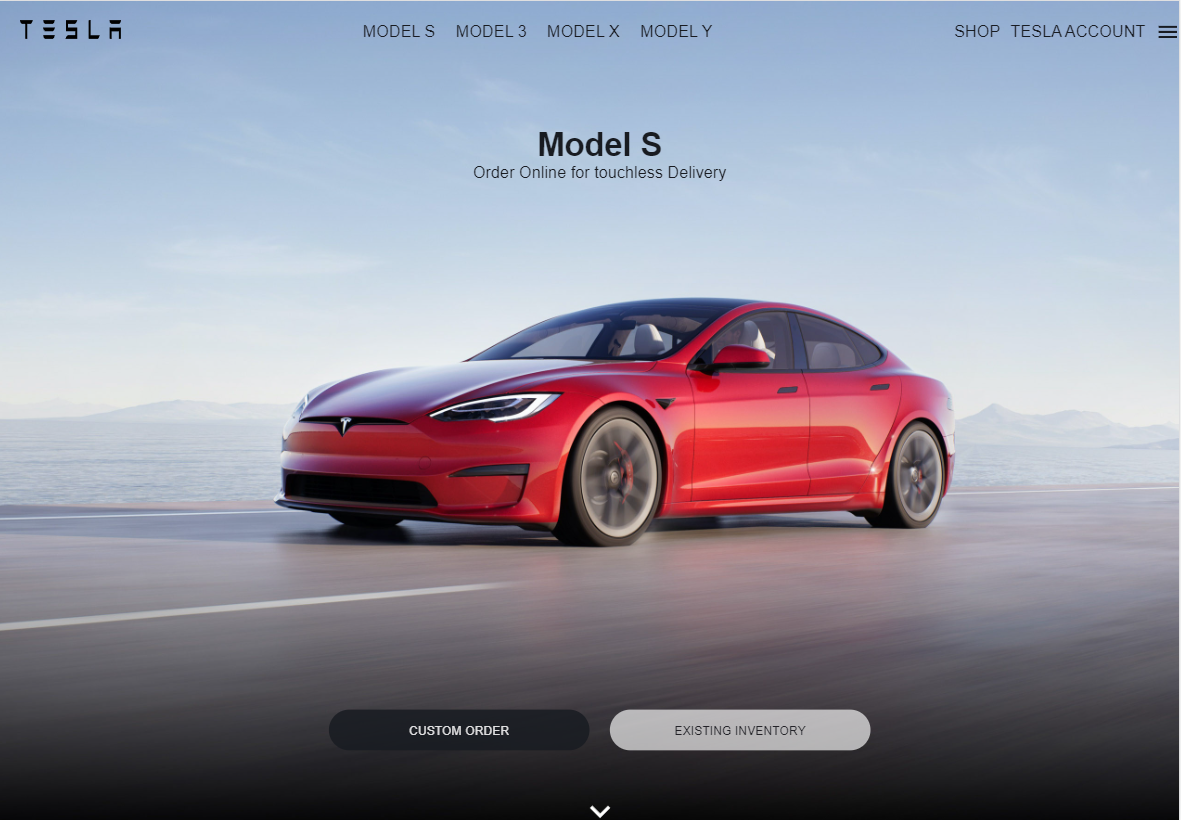 TESLA MODEL S MODEL 3 MODEL X MODEL Y SHOP TESLA ACCOUNT
Model S
Order Online for touchless Delivery
CUSTOM ORDER EXISTING INVENTORY